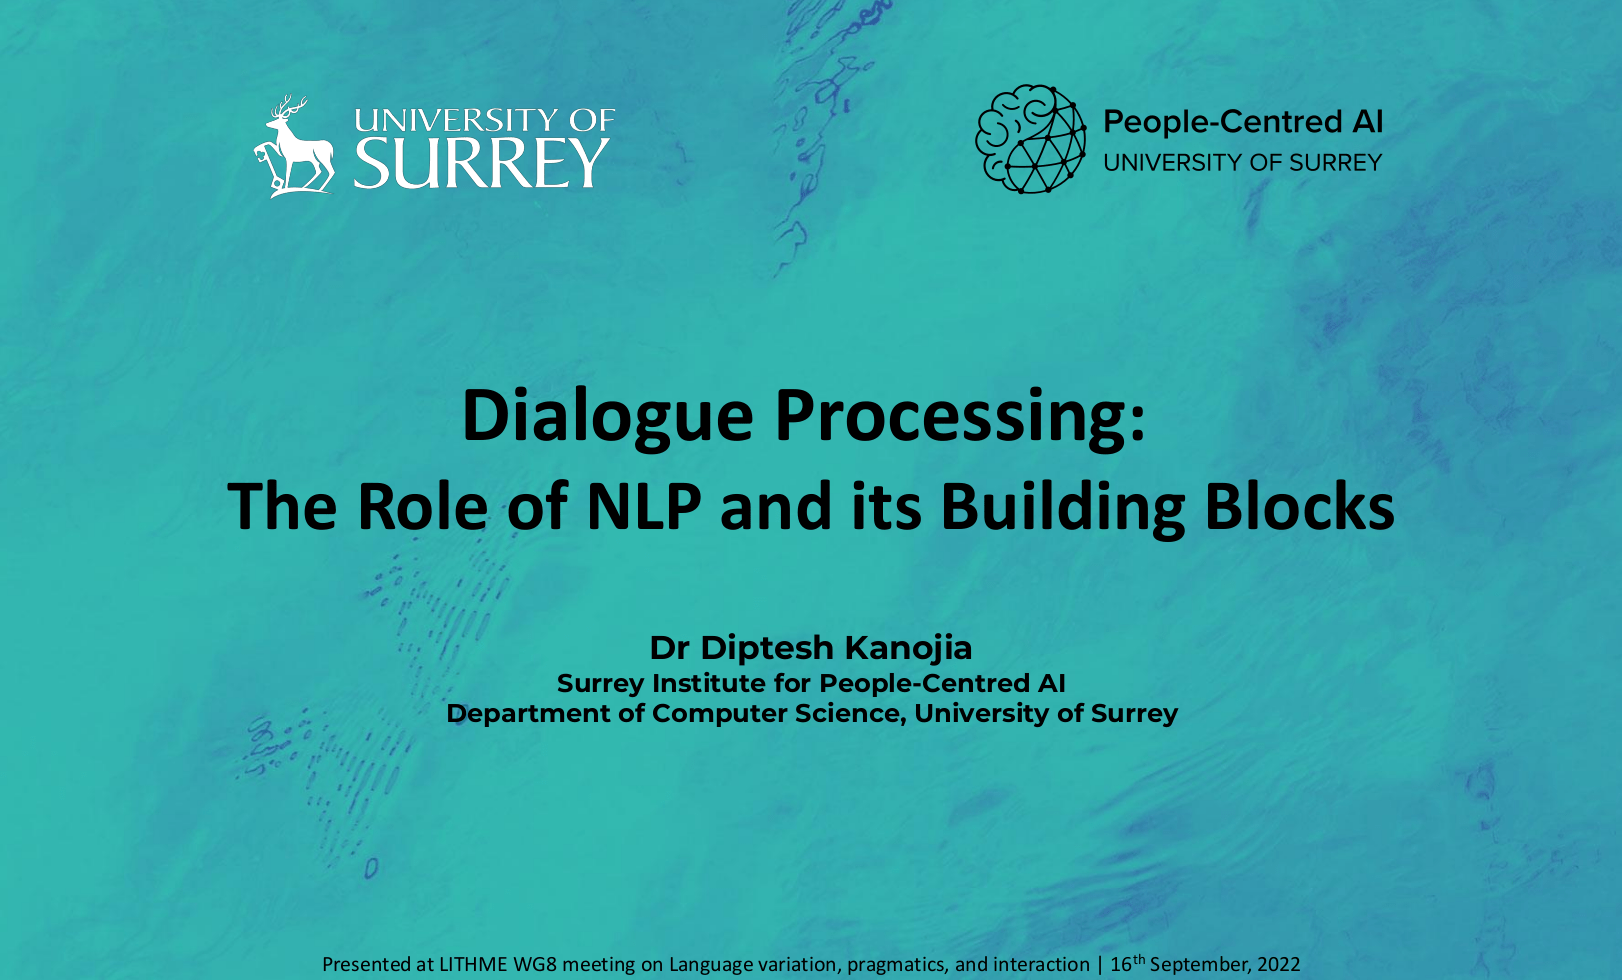 UNIVERSITY OF
SURREY
People-Centred AI
UNIVERSITY OF SURREY
Dialogue Processing:
The Role of NLP and its Building Blocks
Dr Diptesh Kanojia
Surrey Institute for People-Centred AI
Department of Computer Science, University of Surrey
Presented at LITHME WG8 meeting on Language variation, pragmatics, and interaction | 16th September, 2022